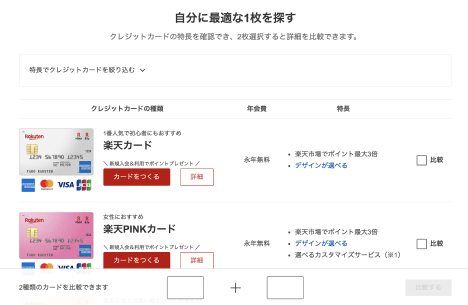 自分に最適な1枚を探す
クレジットカードの特長を確認でき、2枚選択すると詳細を比較できます。
特長でクレジットカードを絞り込む
クレジットカードの種類 年会費 特長
1番人気で初心者にもおすすめ
楽天カード
＼ 新規入会&利用でポイントプレゼント ／
カードをつくる 詳細
永年無料
• 楽天市場でポイント最大3倍
• デザインが選べる
比較
Rakuten
VISA
JCB
女性におすすめ
楽天PINKカード
＼ 新規入会&利用でポイントプレゼント ／
カードをつくる 詳細
永年無料
• 楽天市場でポイント最大3倍
• デザインが選べる
• 選べるカスタマイズサービス（※1）
比較
Rakuten
2種類のカードを比較できます
比較する